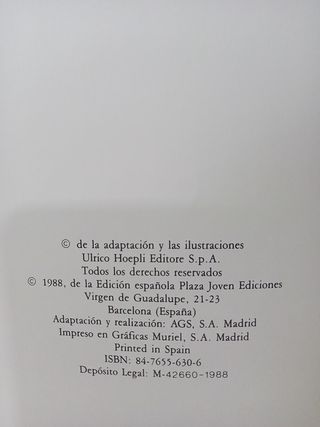 © de la adaptación y las ilustraciones
Ulrico Hoepli Editore S.p.A.
Todos los derechos reservados
© 1988, de la Edición española Plaza Joven Ediciones
Virgen de Guadalupe, 21-23
Barcelona (España)
Adaptación y realización: AGS, S.A. Madrid
Impreso en Gráficas Muriel, S.A. Madrid
Printed in Spain
ISBN: 84-7655-630-6
Depósito Legal: M-42660-1988